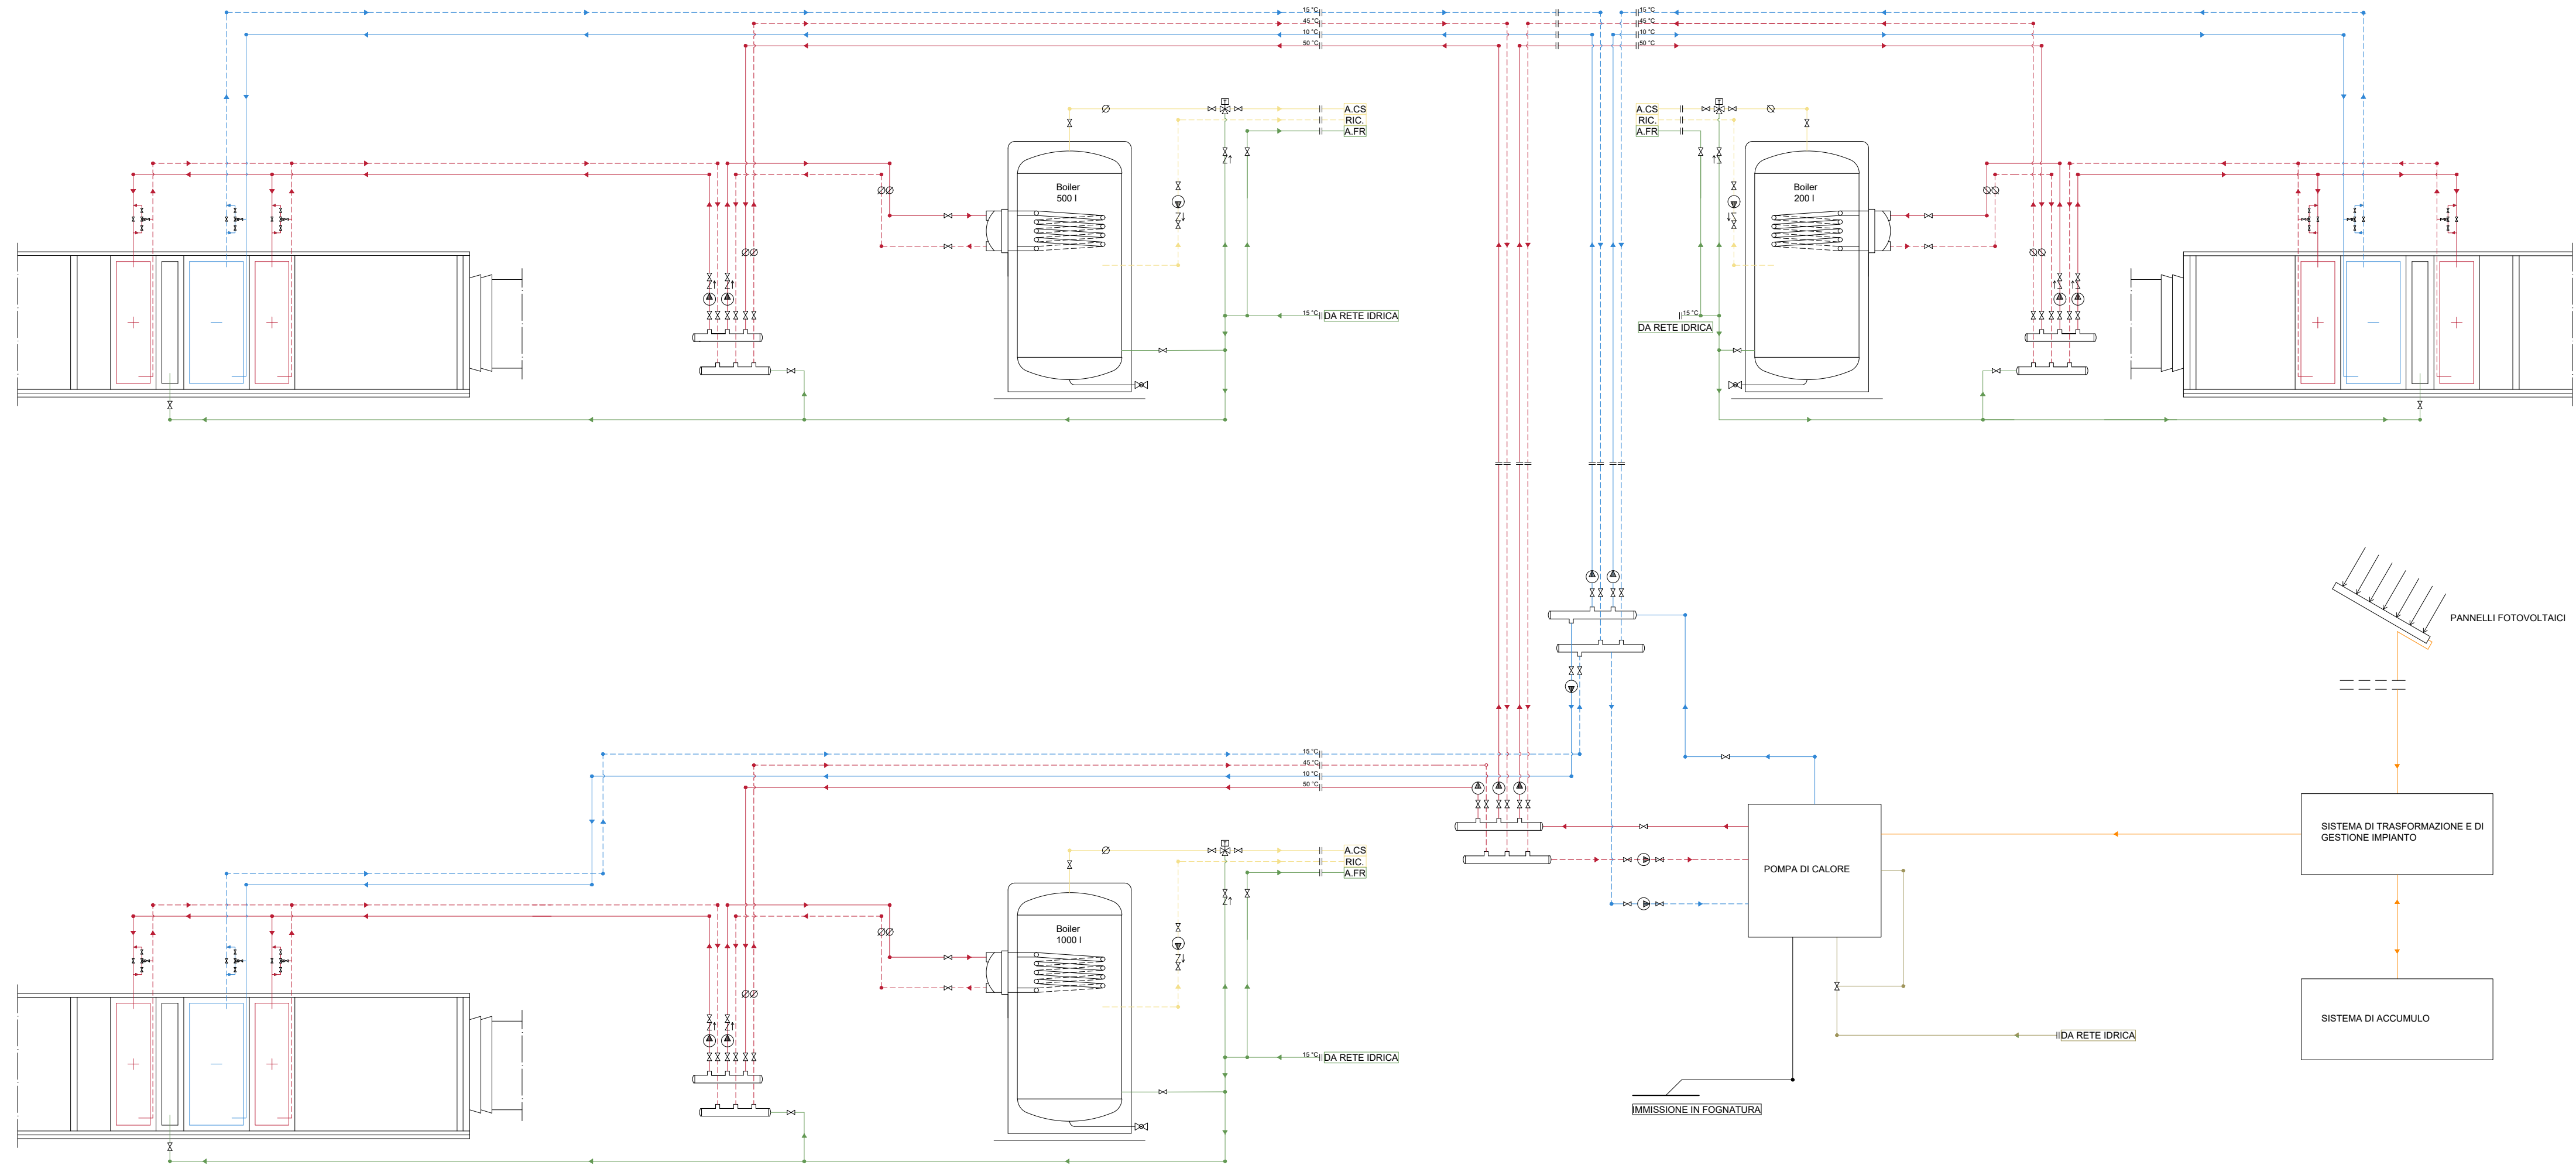 15 °C
15 °C
45 °C
45 °C
10 °C
10 °C
50 °C
50 °C
T
T
A.CS
A.CS
RIC.
RIC.
A.FR
A.FR
Boiler
500 l
Boiler
200 l
15 °C
DA RETE IDRICA
15 °C
DA RETE IDRICA
PANNELLI FOTOVOLTAICI
15 °C
45 °C
10 °C
50 °C
SISTEMA DI TRASFORMAZIONE E DI
GESTIONE IMPIANTO
T
A.CS
RIC.
A.FR
POMPA DI CALORE
Boiler
1000 l
SISTEMA DI ACCUMULO
DA RETE IDRICA
15 °C
DA RETE IDRICA
IMMISSIONE IN FOGNATURA